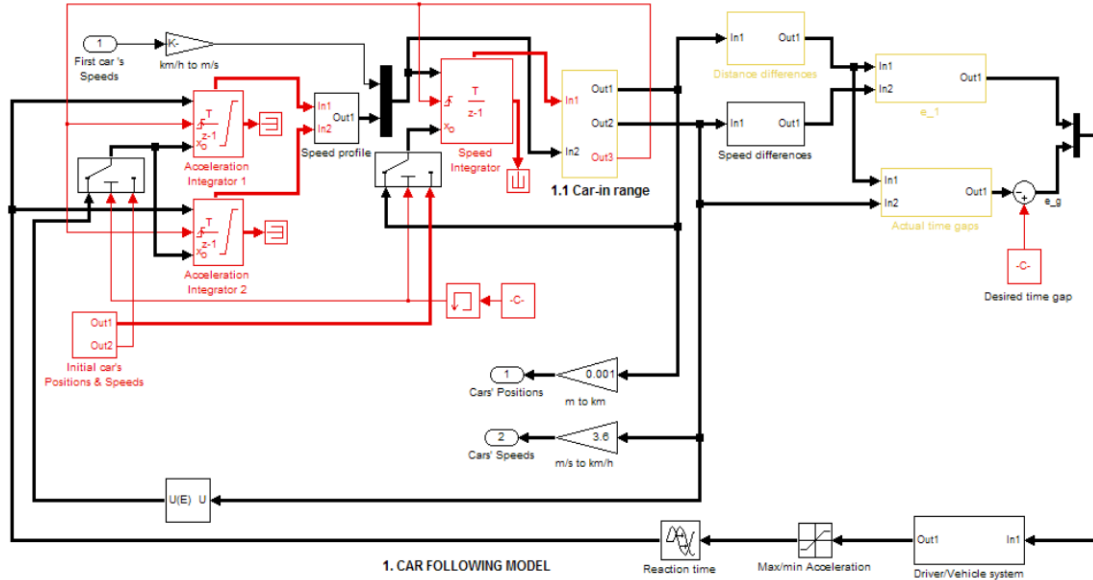 1
First car 's
Speeds
-K-
km/h to m/s
T
z-1
xo
Acceleration
Integrator 1
T
z-1
xo
Acceleration
Integrator 2
In1
In2
Out1
Speed profile
T
z-1
xo
Speed
Integrator
In1
In2
Out1
Out2
Out3
1.1 Car-in range
In1
Out1
Distance differences
In1
Out1
Speed differences
In1
In2
Out1
e_1
In1
In2
Out1
Actual time gaps
e_g
-C-
Desired time gap
-C-
Out1
Out2
Initial car's
Positions & Speeds
1
Cars' Positions
0.001
m to km
2
Cars' Speeds
3.6
m/s to km/h
U(E) U
1. CAR FOLLOWING MODEL
Reaction time
Max/min Acceleration
Out1
In1
Driver/Vehicle system